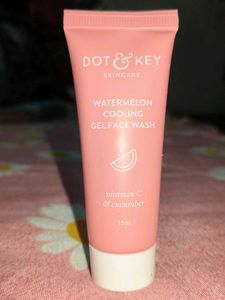 DOT & KEY
SKINCARE
WATERMELON
COOLING
GEL FACE WASH
vitamin C
& cucumber
15ml